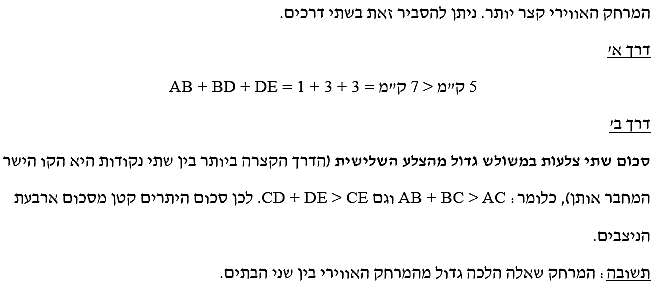 המרחק האווירי קצר יותר. ניתן להסביר זאת בשתי דרכים.
דרך א'
AB + BD + DE = 1 + 3 + 3 = 7 ק"מ > 5 ק"מ
דרך ב'
סכום שתי צלעות במשולש גדול מהצלע השלישית (הדרך הקצרה ביותר בין שתי נקודות היא הקו הישר
המחבר אותן), כלומר: AB + BC > AC וגם CD + DE > CE. לכן סכום היתרים קטן מסכום ארבעת
הניצבים.
תשובה: המרחק שאלה הלכה גדול מהמרחק האווירי בין שני הבתים.